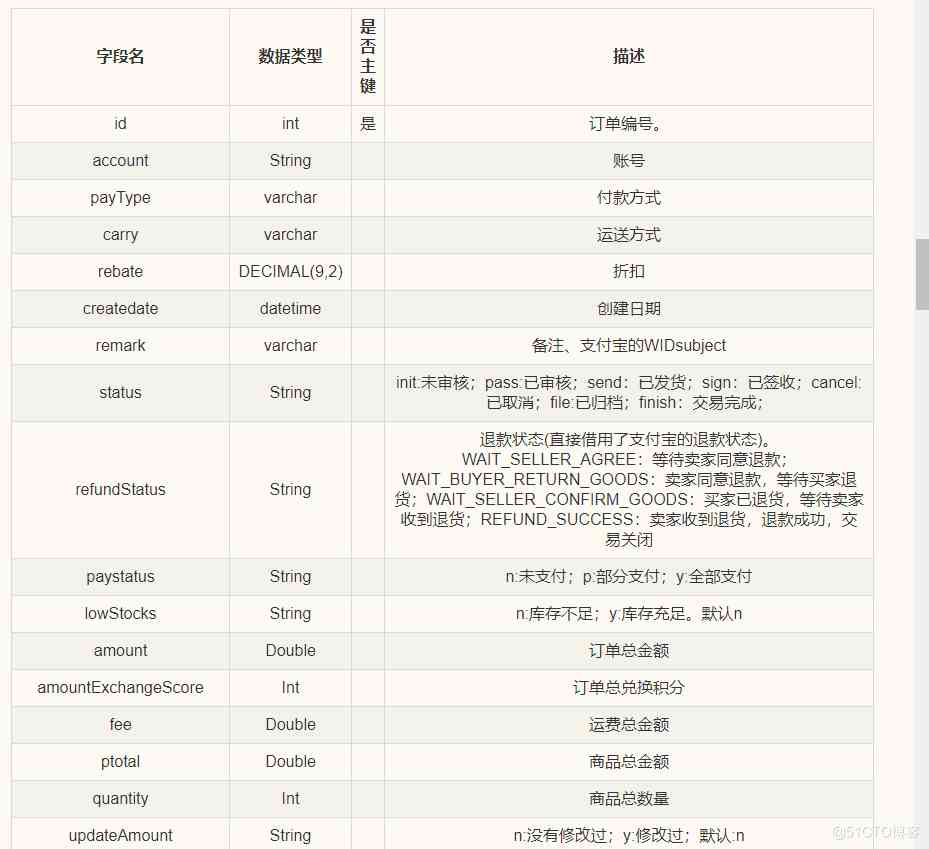 字段名 数据类型 是否主键 描述
id int 是 订单编号。
account String 账号
payType varchar 付款方式
carry varchar 运送方式
rebate DECIMAL(9,2) 折扣
createdate datetime 创建日期
remark varchar 备注、支付宝的WIDsubject
status String init:未审核；pass:已审核；send：已发货；sign：已签收；cancel:
已取消；file:已归档；finish：交易完成；
refundStatus String 退款状态(直接借用了支付宝的退款状态)。
WAIT_SELLER_AGREE：等待卖家同意退款；
WAIT_BUYER_RETURN_GOODS：卖家同意退款，等待买家退
货；WAIT_SELLER_CONFIRM_GOODS：买家已退货，等待卖家
收到退货；REFUND_SUCCESS：卖家收到退货，退款成功，交
易关闭
paystatus String n:未支付；p:部分支付；y:全部支付
lowStocks String n:库存不足；y:库存充足。默认n
amount Double 订单总金额
amountExchangeScore Int 订单总兑换积分
fee Double 运费总金额
ptotal Double 商品总金额
quantity Int 商品总数量
updateAmount String n:没有修改过；y:修改过；默认:n
@51CTO博客